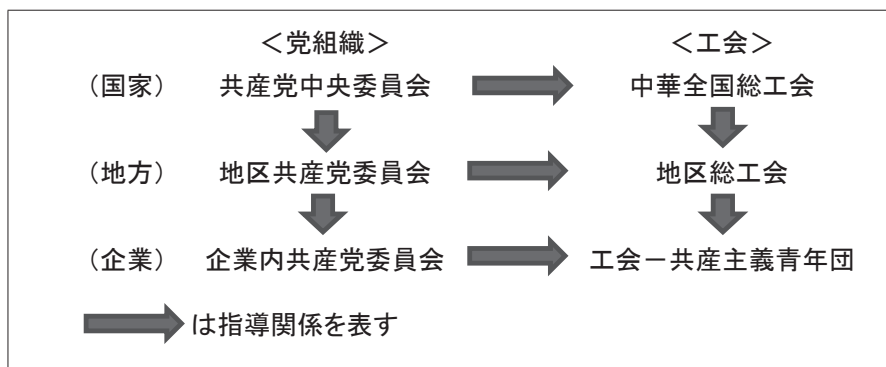 ＜党組織＞ ＜工会＞
（国家） 共産党中央委員会 中華全国総工会
（地方） 地区共産党委員会 地区総工会
（企業） 企業内共産党委員会 工会－共産主義青年団
は指導関係を表す